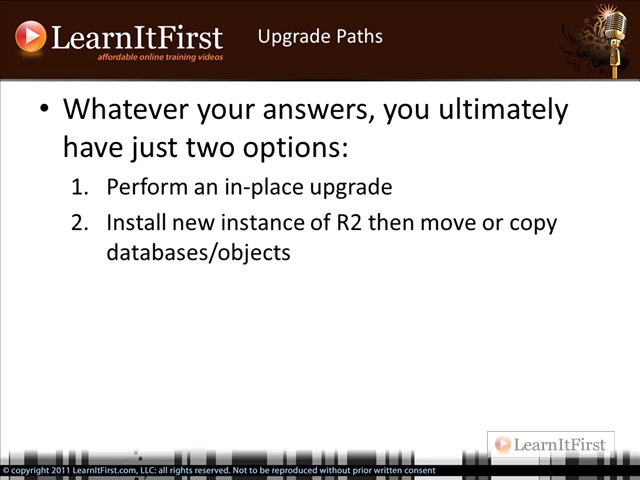 LearnItFirst
affordable online training videos
Upgrade Paths
• Whatever your answers, you ultimately
have just two options:
1. Perform an in-place upgrade
2. Install new instance of R2 then move or copy
databases/objects
LearnItFirst
© copyright 2011 LearnItFirst.com, LLC: all rights reserved. Not to be reproduced without prior written consent